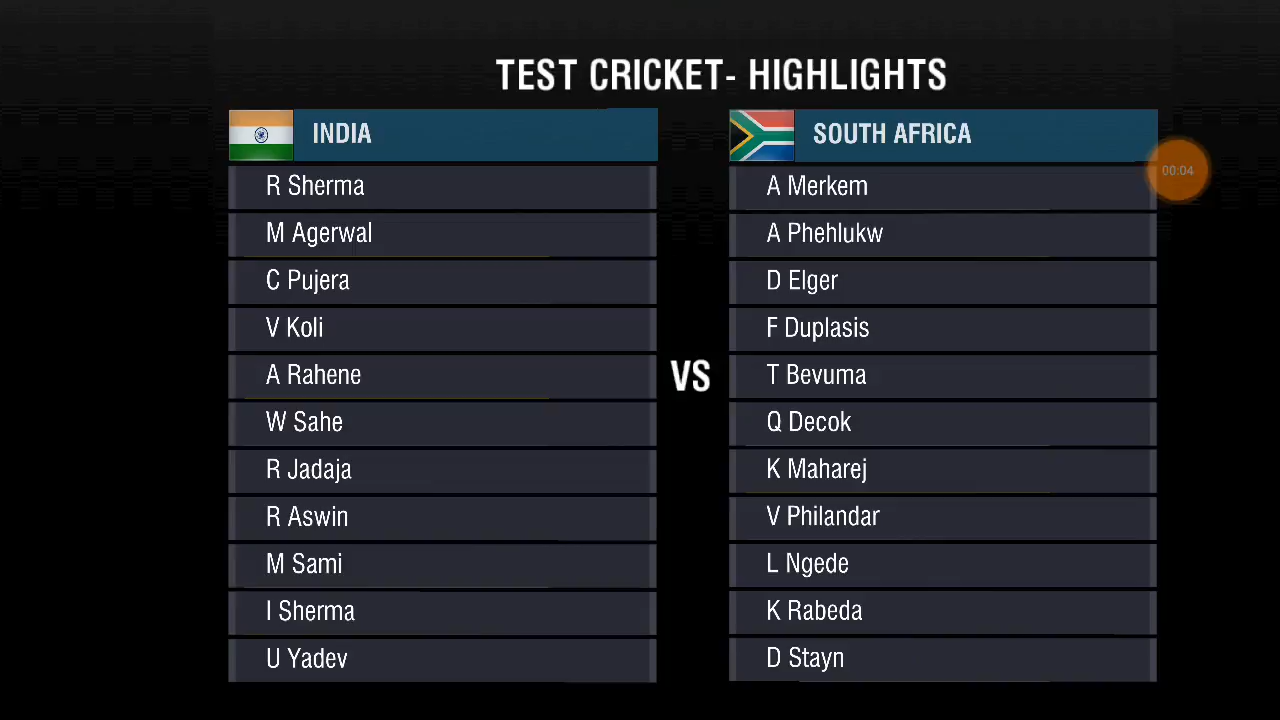 TEST CRICKET- HIGHLIGHTS
INDIA
R Sherma
M Agerwal
C Pujera
V Koli
A Rahene
W Sahe
R Jadaja
R Aswin
M Sami
I Sherma
U Yadev
VS
SOUTH AFRICA
A Merkem
A Phehlukw
D Elger
F Duplasis
T Bevuma
Q Decok
K Maharej
V Philandar
L Ngede
K Rabeda
D Stayn
00:04